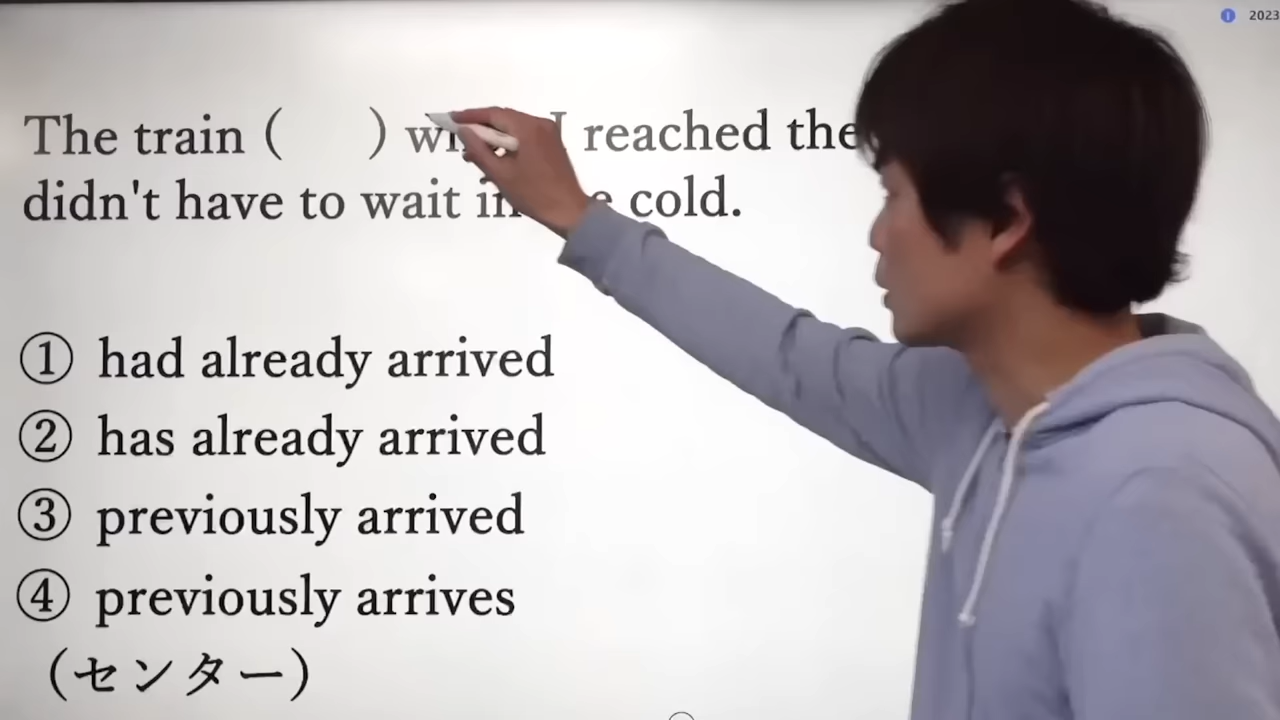 2023
The train ( ) I reached the
didn't have to wait cold.
① had already arrived
② has already arrived
③ previously arrived
④ previously arrives
(センター)